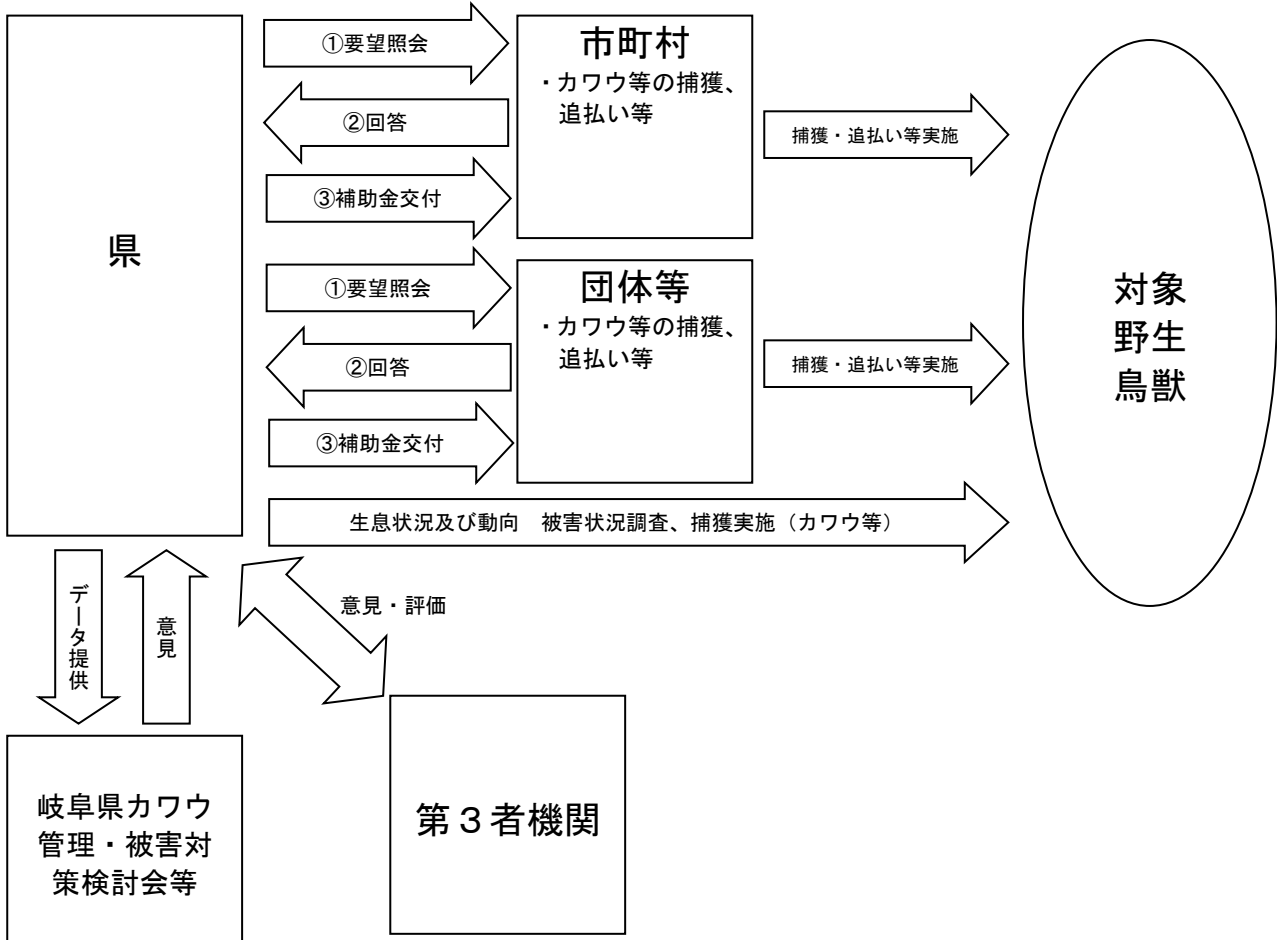 県
①要望照会
②回答
③補助金交付
市町村
・カワウ等の捕獲、
追払い等
捕獲・追払い等実施
①要望照会
②回答
③補助金交付
団体等
・カワウ等の捕獲、
追払い等
捕獲・追払い等実施
対象
野生
鳥獣
生息状況及び動向　被害状況調査、捕獲実施（カワウ等）
データ提供
意見
意見・評価
岐阜県カワウ
管理・被害対
策検討会等
第３者機関